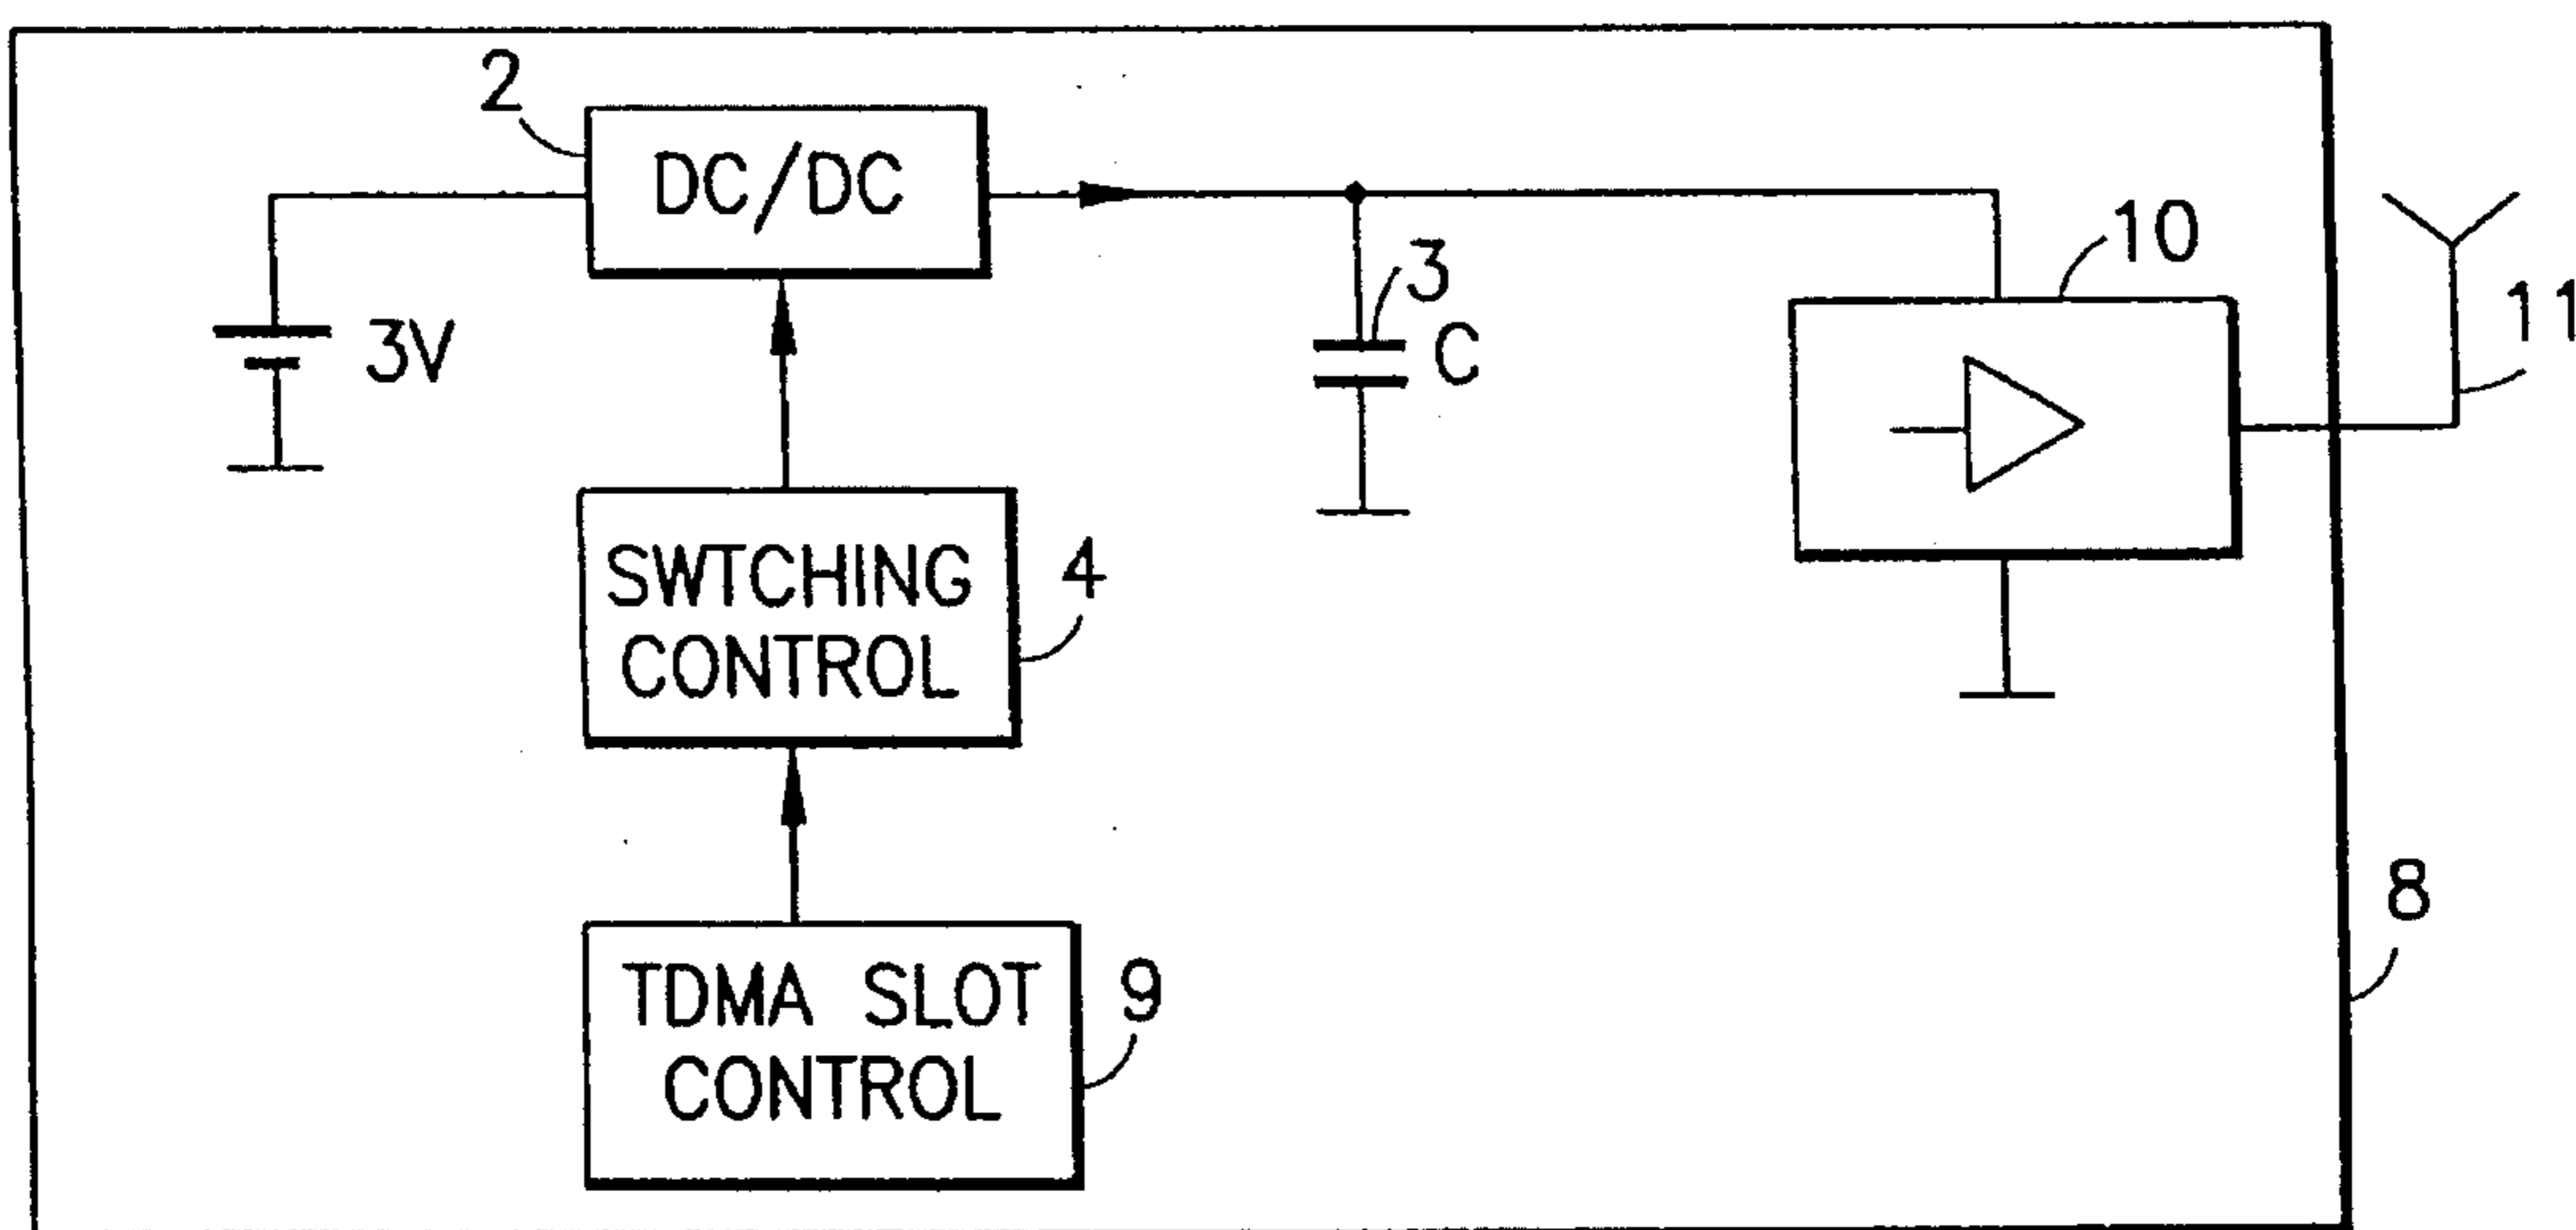 2
DC/DC
10
3
11
3V
C
SWTCHING
CONTROL
4
8
TDMA SLOT
CONTROL
9